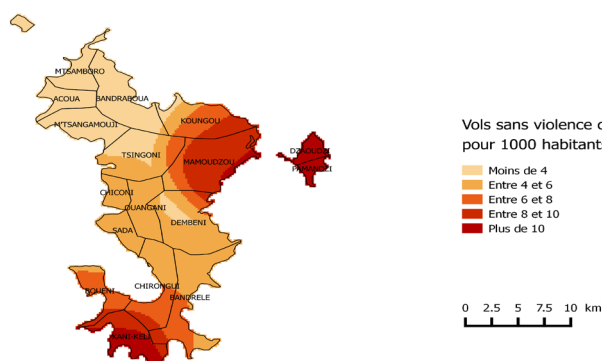 MTSAMBORO
ACOUA
BANDRABOUA
M'TSANGAMOUJI
KOUNGOU
TSINGONI
MAMOUDZOU
DZAOUDZI
PAMANDZI
CHICONI
OUANGANI
DEMBENI
SADA
CHIRONGUI
BOUENI
BANDRELE
KANI-KELI
Vols sans violence
pour 1000 habitants
Moins de 4
Entre 4 et 6
Entre 6 et 8
Entre 8 et 10
Plus de 10
0 2.5 5 7.5 10 km